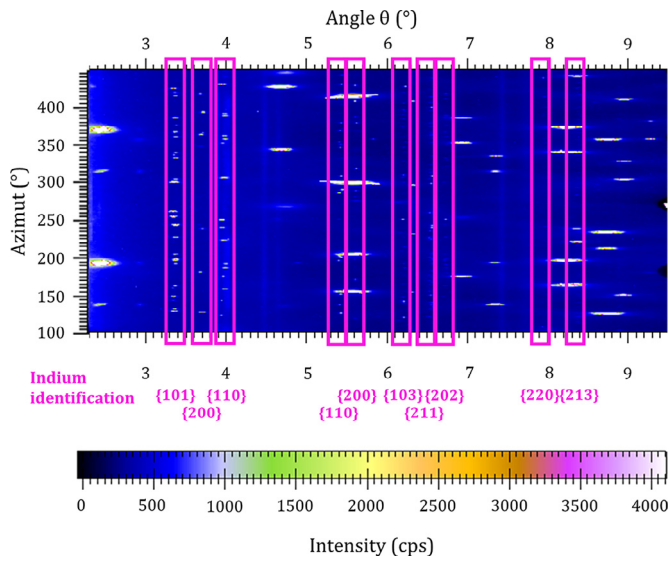 Angle θ (°)
3 4 5 6 7 8 9
Azimut (°)
400
350
300
250
200
150
100
3 4 5 6 7 8 9
Indium
identification
{101} {110} {200} {103} {202} {220} {213}
{200} {110} {211}
0 500 1000 1500 2000 2500 3000 3500 4000
Intensity (cps)